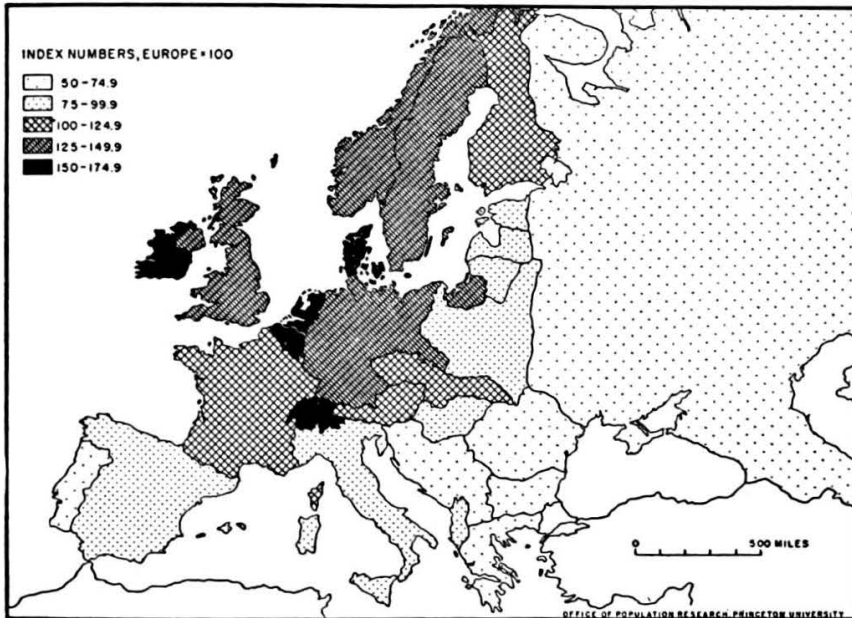 INDEX NUMBERS, EUROPE=100
50-74.9
75-99.9
100-124.9
125-149.9
150-174.9
0 500 MILES
OFFICE OF POPULATION RESEARCH, PRINCETON UNIVERSITY